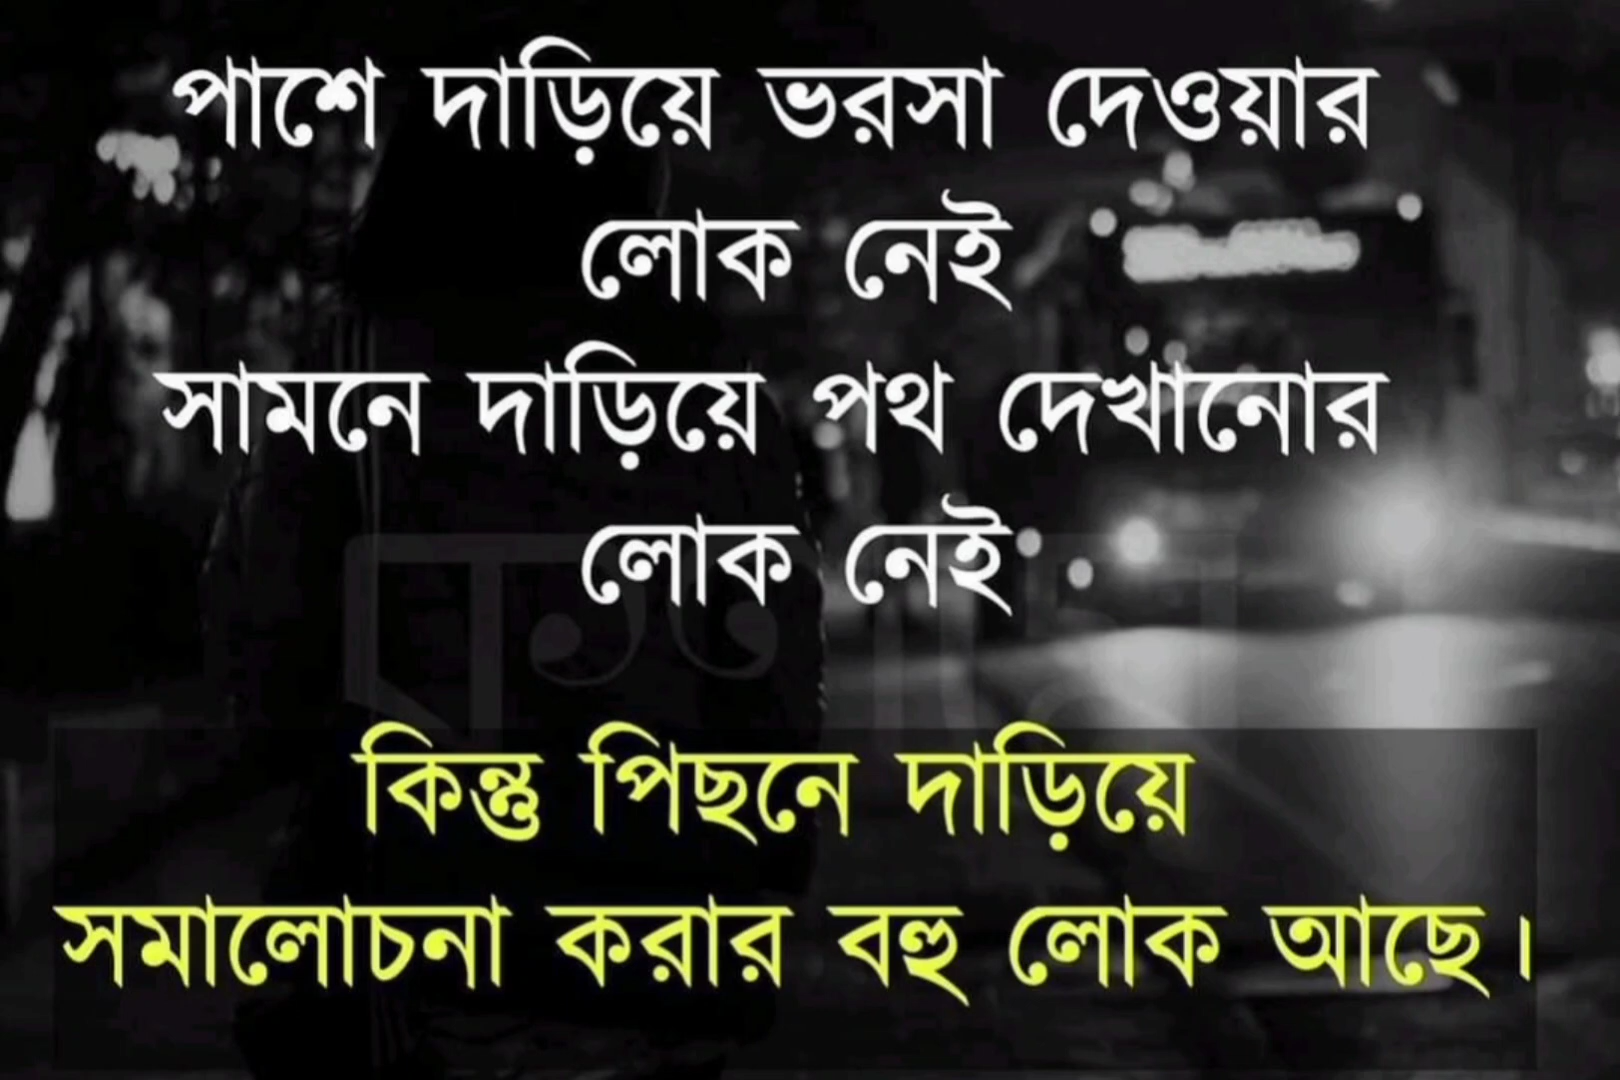 পাশে দাড়িয়ে ভরসা দেওয়ার
লোক নেই
সামনে দাড়িয়ে পথ দেখানোর
লোক নেই
কিন্তু পিছনে দাড়িয়ে
সমালোচনা করার বহু লোক আছে।